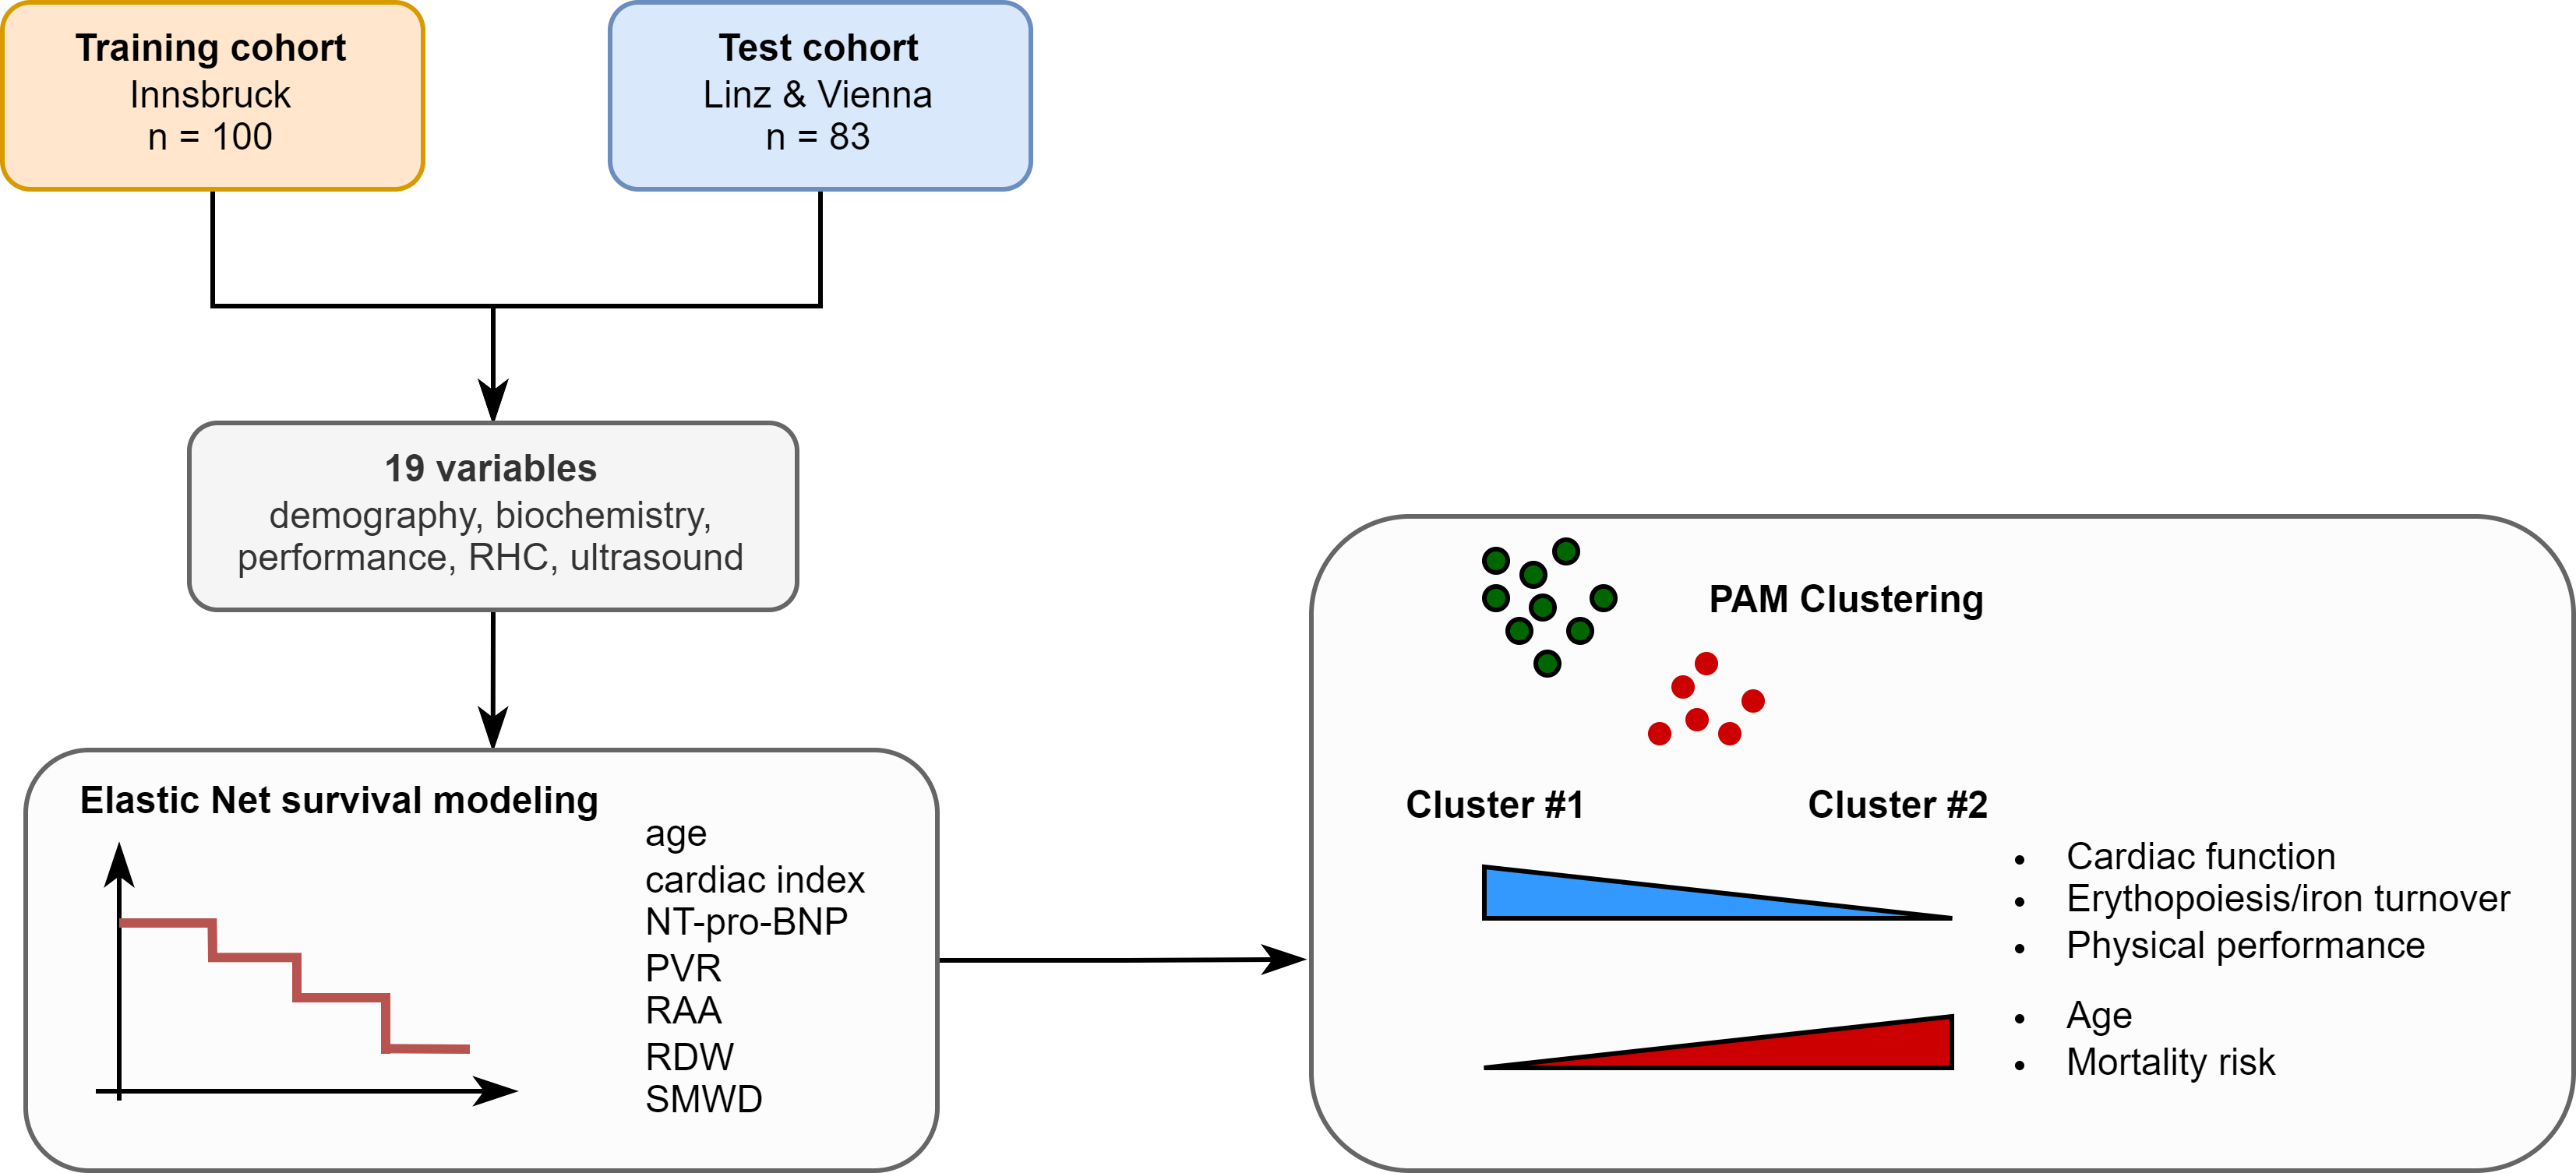 Training cohort
Innsbruck
n = 100
Test cohort
Linz & Vienna
n = 83
19 variables
demography, biochemistry,
performance, RHC, ultrasound
Elastic Net survival modeling
age
cardiac index
NT-pro-BNP
PVR
RAA
RDW
SMWD
PAM Clustering
Cluster #1
Cluster #2
• Cardiac function
• Erythopoiesis/iron turnover
• Physical performance
• Age
• Mortality risk